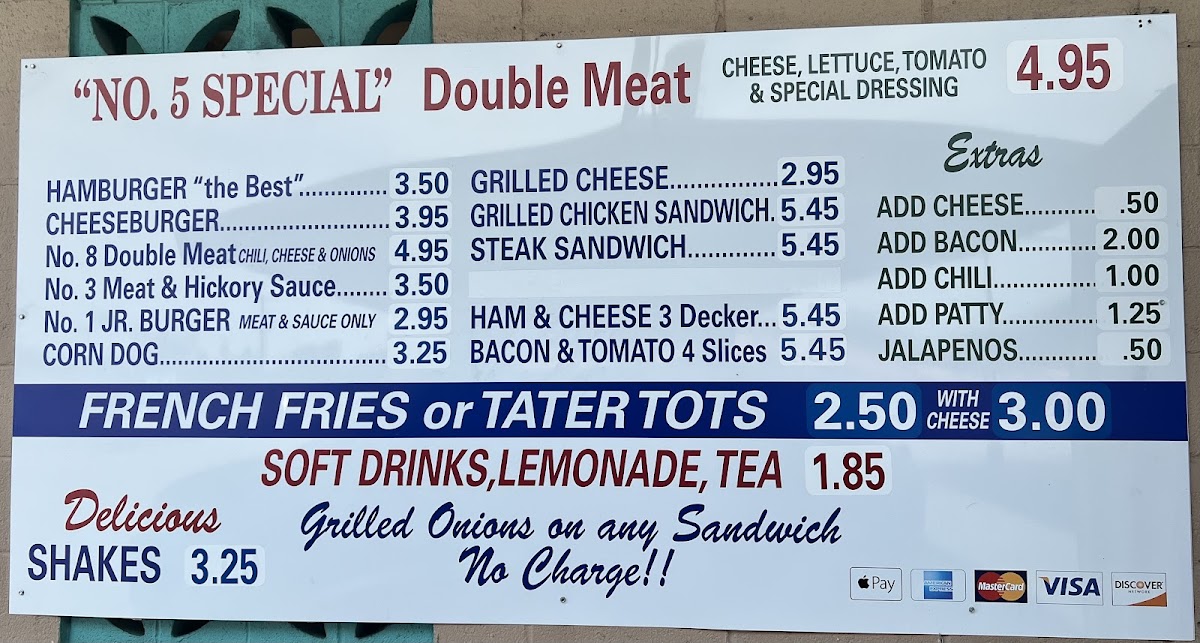 "NO. 5 SPECIAL" Double Meat CHEESE, LETTUCE, TOMATO & SPECIAL DRESSING 4.95
HAMBURGER "the Best"............... 3.50
CHEESEBURGER............................. 3.95
No. 8 Double Meat CHILI, CHEESE & ONIONS 4.95
No. 3 Meat & Hickory Sauce........ 3.50
No. 1 JR. BURGER MEAT & SAUCE ONLY 2.95
CORN DOG...................................... 3.25
GRILLED CHEESE.................. 2.95
GRILLED CHICKEN SANDWICH. 5.45
STEAK SANDWICH............... 5.45
HAM & CHEESE 3 Decker... 5.45
BACON & TOMATO 4 Slices 5.45
Extras
ADD CHEESE............ .50
ADD BACON............. 2.00
ADD CHILI................. 1.00
ADD PATTY................ 1.25
JALAPENOS............. .50
FRENCH FRIES or TATER TOTS 2.50 WITH CHEESE 3.00
SOFT DRINKS, LEMONADE, TEA 1.85
Delicious
SHAKES 3.25
Grilled Onions on any Sandwich
No Charge!!
Pay AMERICAN EXPRESS MasterCard VISA DISCOVER NETWORK